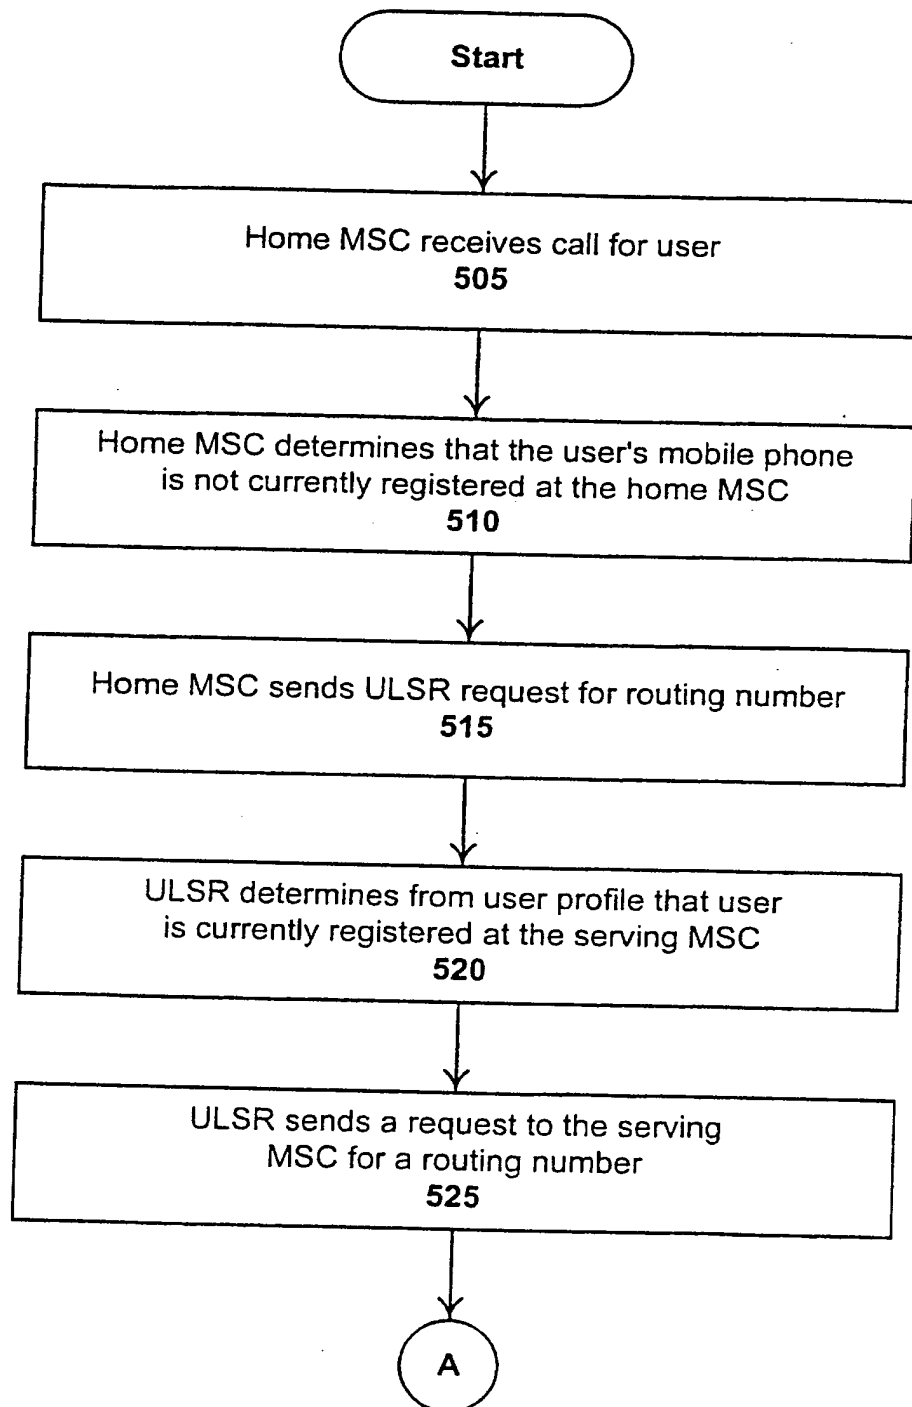 Start
Home MSC receives call for user
505
Home MSC determines that the user's mobile phone
is not currently registered at the home MSC
510
Home MSC sends ULSR request for routing number
515
ULSR determines from user profile that user
is currently registered at the serving MSC
520
ULSR sends a request to the serving
MSC for a routing number
525
A